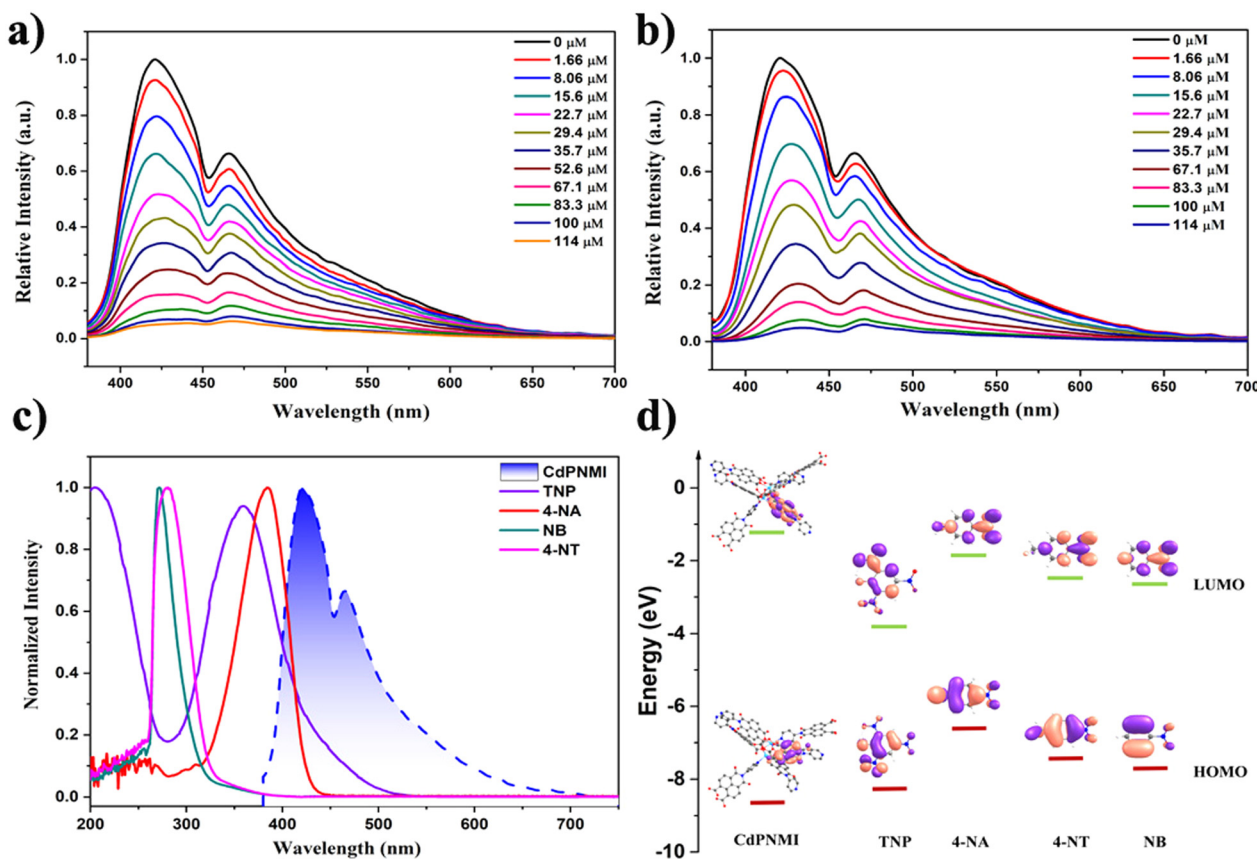 a)
Relative Intensity (a.u.)
1.0
0.8
0.6
0.4
0.2
0.0
400 450 500 550 600 650 700
Wavelength (nm)
0 μM
1.66 μM
8.06 μM
15.6 μM
22.7 μM
29.4 μM
35.7 μM
52.6 μM
67.1 μM
83.3 μM
100 μM
114 μM
b)
Relative Intensity (a.u.)
1.0
0.8
0.6
0.4
0.2
0.0
400 450 500 550 600 650 700
Wavelength (nm)
0 μM
1.66 μM
8.06 μM
15.6 μM
22.7 μM
29.4 μM
35.7 μM
67.1 μM
83.3 μM
100 μM
114 μM
c)
Normalized Intensity
1.0
0.8
0.6
0.4
0.2
0.0
200 300 400 500 600 700
Wavelength (nm)
CdPNMI
TNP
4-NA
NB
4-NT
d)
Energy (eV)
0
-2
-4
-6
-8
-10
LUMO
HOMO
CdPNMI TNP 4-NA 4-NT NB